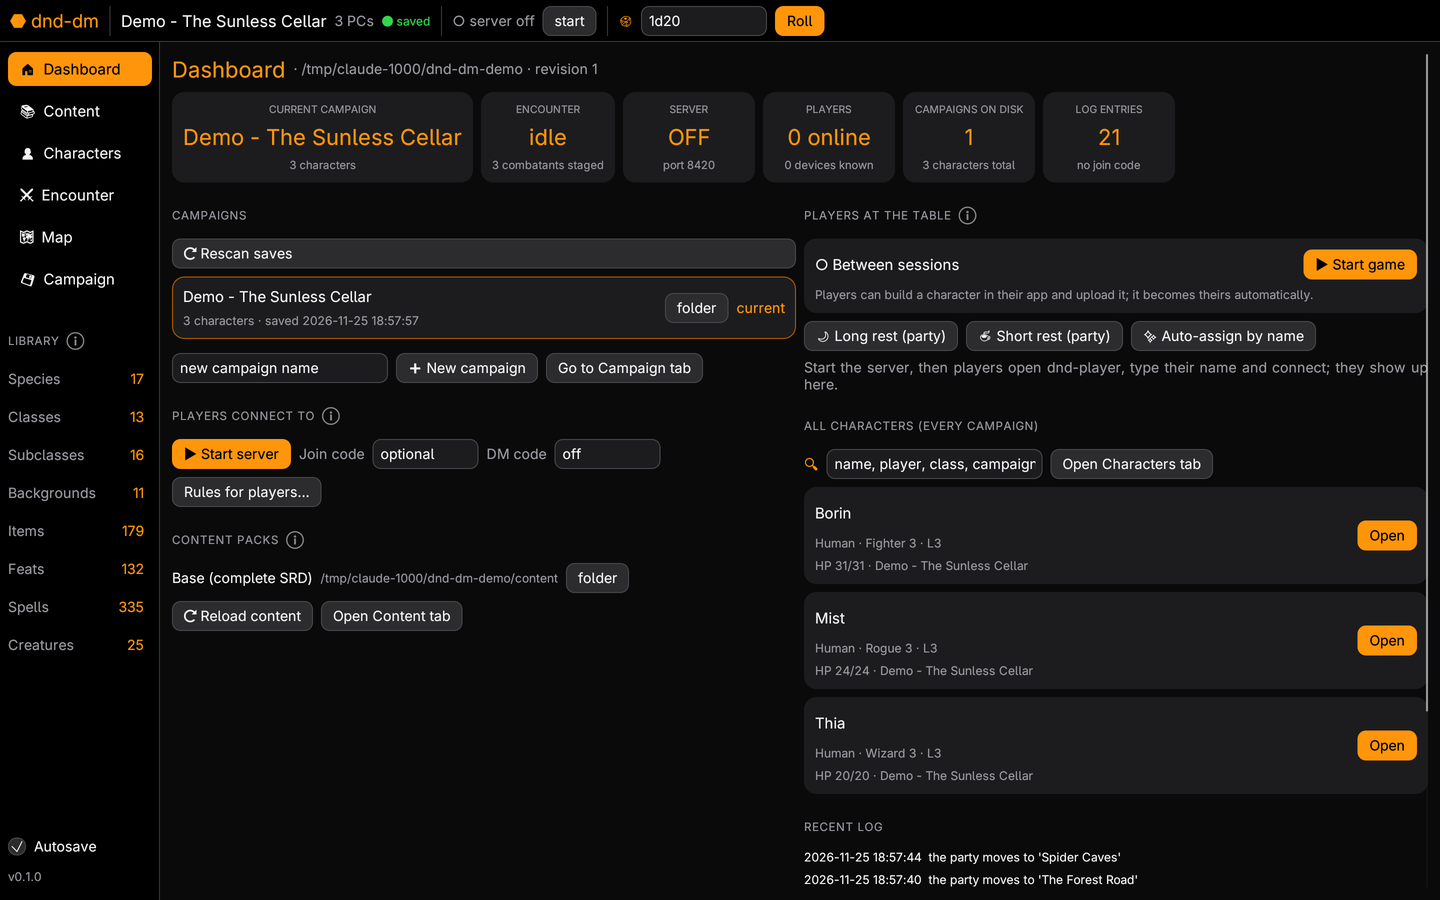 dnd-dm
Demo - The Sunless Cellar 3 PCs saved
server off start
1d20 Roll
Dashboard
Content
Characters
Encounter
Map
Campaign
LIBRARY
Species 17
Classes 13
Subclasses 16
Backgrounds 11
Items 179
Feats 132
Spells 335
Creatures 25
Autosave
v0.1.0
Dashboard · /tmp/claude-1000/dnd-dm-demo · revision 1
CURRENT CAMPAIGN
Demo - The Sunless Cellar
3 characters
ENCOUNTER
idle
3 combatants staged
SERVER
OFF
port 8420
PLAYERS
0 online
0 devices known
CAMPAIGNS ON DISK
1
3 characters total
LOG ENTRIES
21
no join code
CAMPAIGNS
Rescan saves
Demo - The Sunless Cellar
3 characters · saved 2026-11-25 18:57:57
folder current
new campaign name + New campaign Go to Campaign tab
PLAYERS CONNECT TO
Start server Join code optional DM code off
Rules for players...
CONTENT PACKS
Base (complete SRD) /tmp/claude-1000/dnd-dm-demo/content folder
Reload content Open Content tab
PLAYERS AT THE TABLE
Between sessions Start game
Players can build a character in their app and upload it; it becomes theirs automatically.
Long rest (party) Short rest (party) Auto-assign by name
Start the server, then players open dnd-player, type their name and connect; they show up
here.
ALL CHARACTERS (EVERY CAMPAIGN)
name, player, class, campaign Open Characters tab
Borin
Human · Fighter 3 · L3
HP 31/31 · Demo - The Sunless Cellar
Open
Mist
Human · Rogue 3 · L3
HP 24/24 · Demo - The Sunless Cellar
Open
Thia
Human · Wizard 3 · L3
HP 20/20 · Demo - The Sunless Cellar
Open
RECENT LOG
2026-11-25 18:57:44 the party moves to 'Spider Caves'
2026-11-25 18:57:40 the party moves to 'The Forest Road'